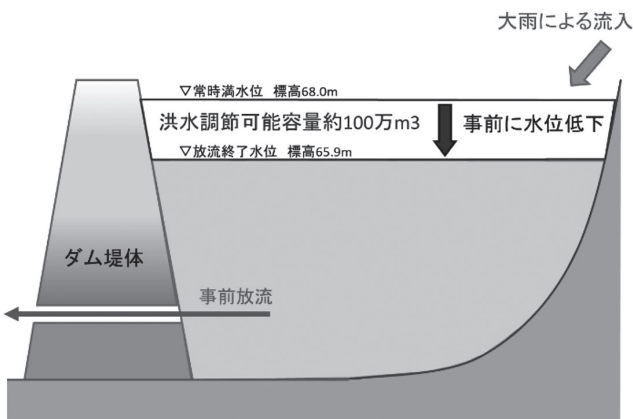 大雨による流入
▽常時満水位 標高68.0m
洪水調節可能容量約100万m3
事前に水位低下
▽放流終了水位 標高65.9m
ダム堤体
事前放流